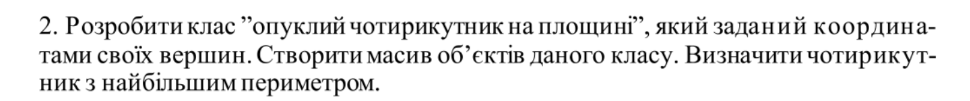 2. Розробити клас ”опуклий чотирикутник на площині”, який заданий координа-
тами своїх вершин. Створити масив об’єктів даного класу. Визначити чотирикут-
ник з найбільшим периметром.